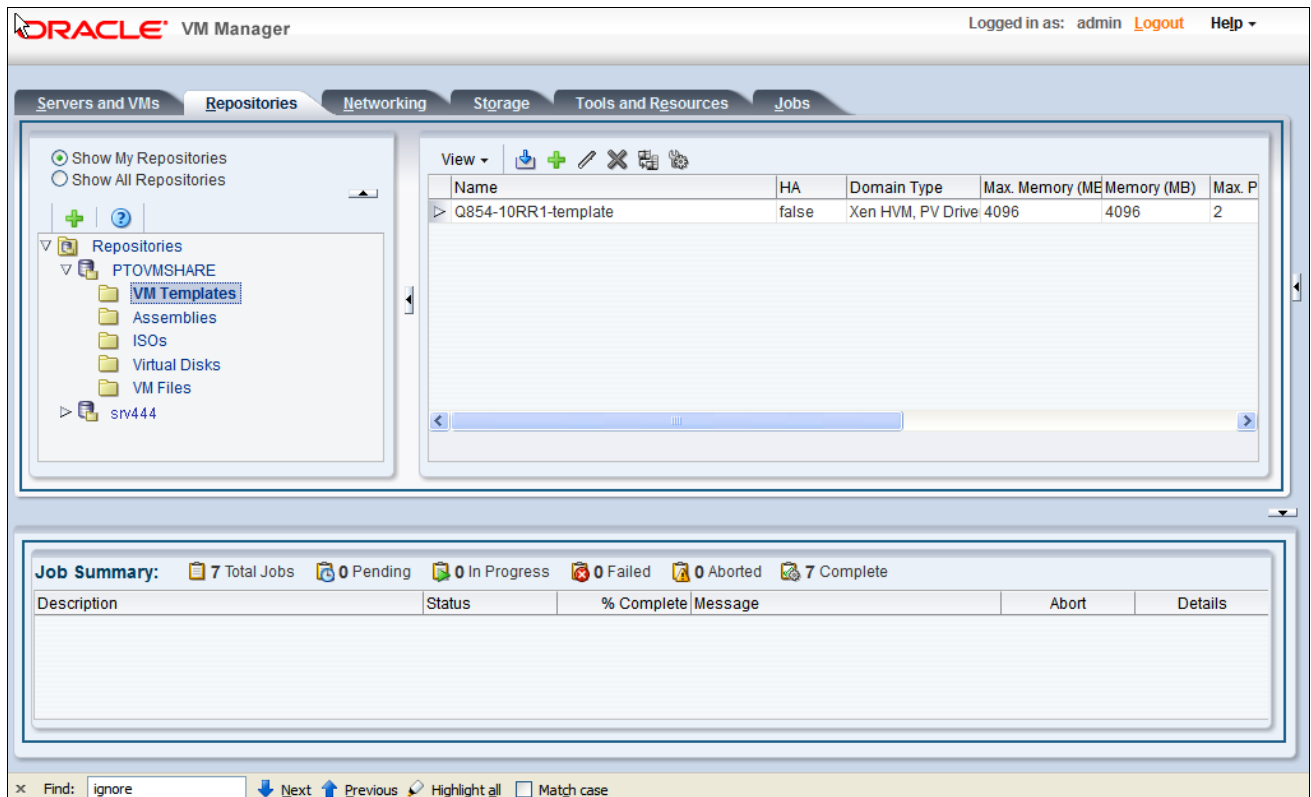 ORACLE VM Manager
Logged in as: admin Logout Help
Servers and VMs Repositories Networking Storage Tools and Resources Jobs
Show My Repositories
Show All Repositories
Repositories
PTOVMSHARE
VM Templates
Assemblies
ISOs
Virtual Disks
VM Files
srv444
View
Name HA Domain Type Max. Memory (ME Memory (MB) Max. P
Q854-10RR1-template false Xen HVM, PV Drive 4096 4096 2
Job Summary: 7 Total Jobs 0 Pending 0 In Progress 0 Failed 0 Aborted 7 Complete
Description Status % Complete Message Abort Details
× Find: ignore Next Previous Highlight all Match case